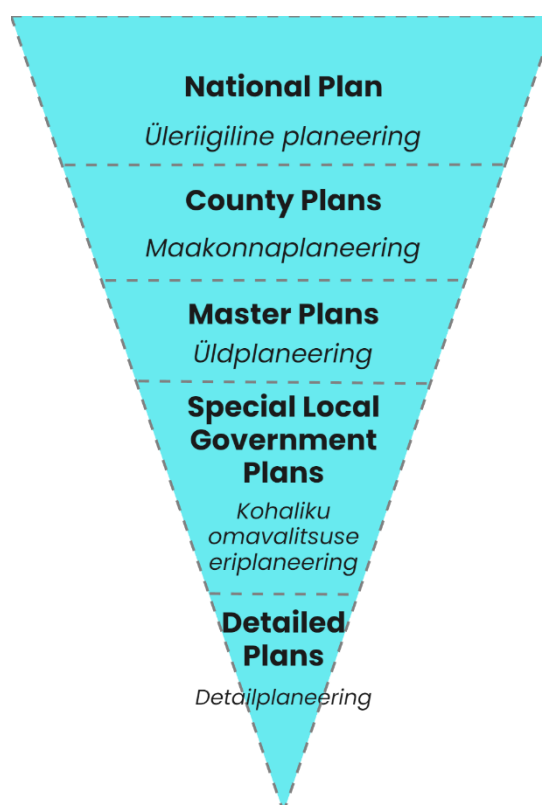 National Plan
Üleriigiline planeering
County Plans
Maakonnaplaneering
Master Plans
Üldplaneering
Special Local
Government
Plans
Kohaliku
omavalitsuse
eriplaneering
Detailed
Plans
Detailplaneering